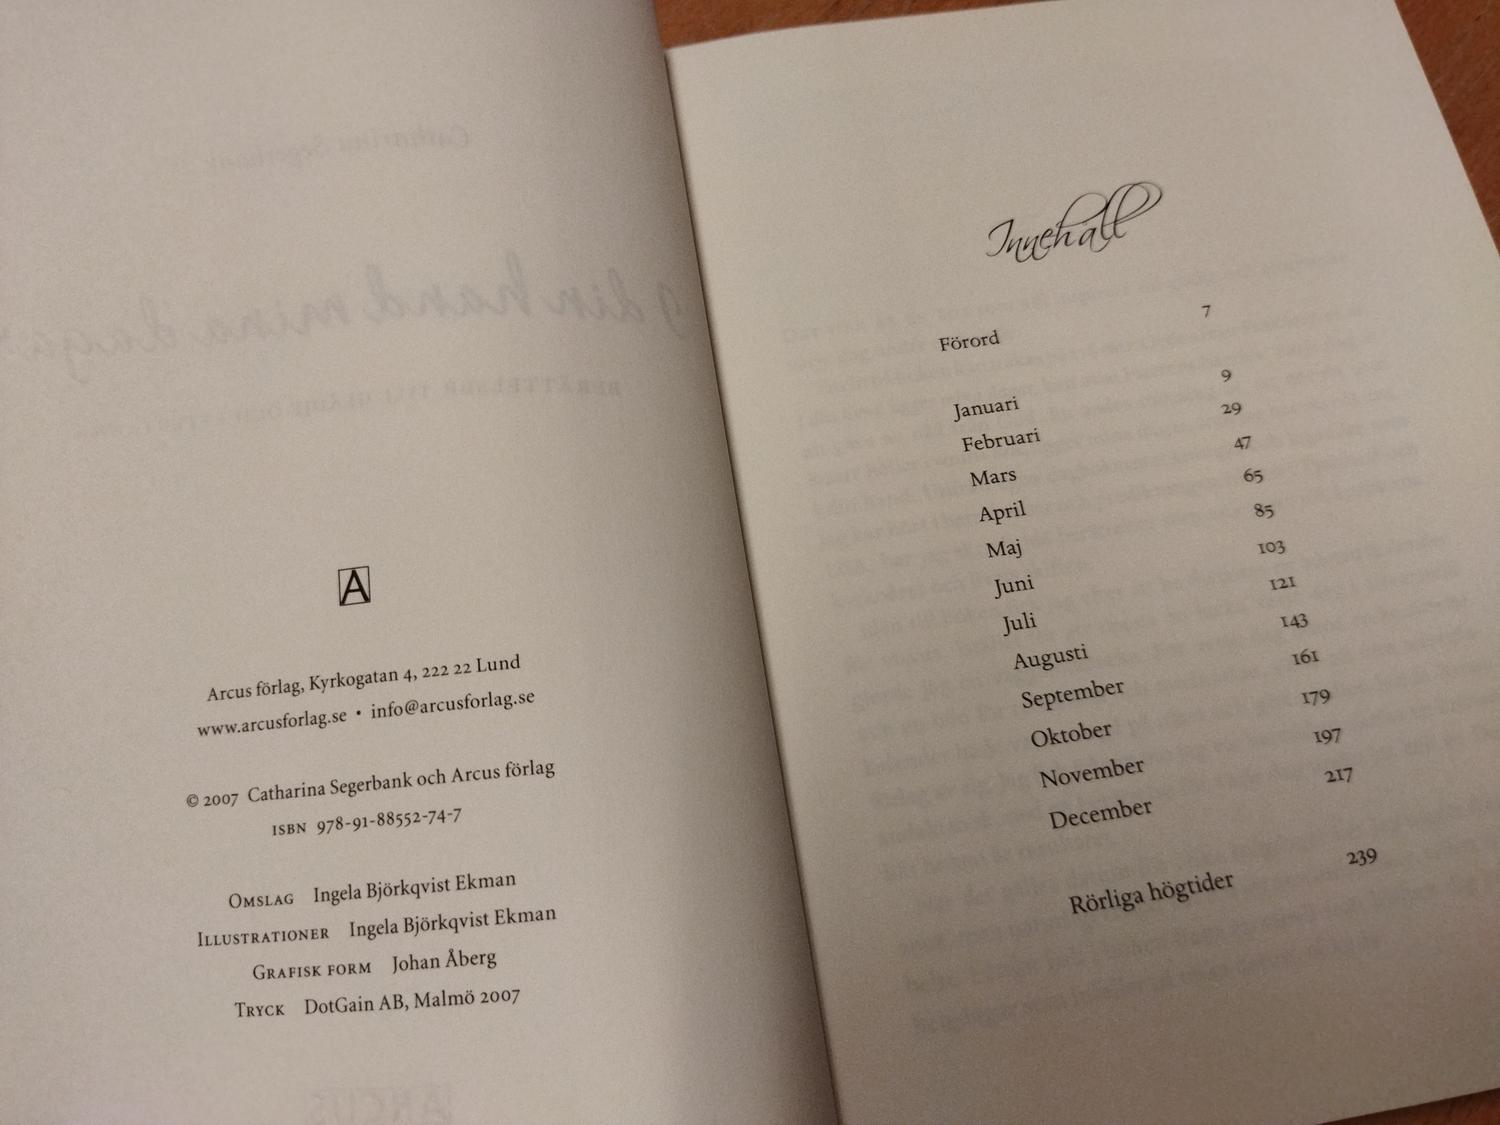 A
Arcus förlag, Kyrkogatan 4, 222 22 Lund
www.arcusforlag.se • info@arcusforlag.se
© 2007 Catharina Segerbank och Arcus förlag
ISBN 978-91-88552-74-7
OMSLAG Ingela Björkqvist Ekman
ILLUSTRATIONER Ingela Björkqvist Ekman
GRAFISK FORM Johan Åberg
TRYCK DotGain AB, Malmö 2007
Innehåll
Förord 7
Januari 9
Februari 29
Mars 47
April 65
Maj 85
Juni 103
Juli 121
Augusti 143
September 161
Oktober 179
November 197
December 217
Rörliga högtider 239